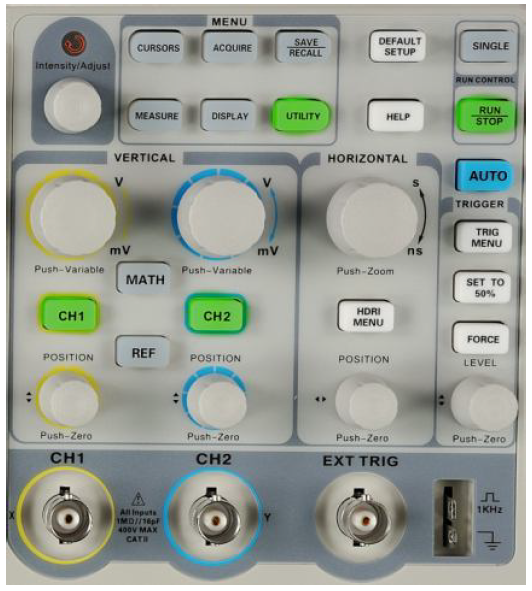 MENU
CURSORS
ACQUIRE
SAVE
RECALL
DEFAULT
SETUP
SINGLE
Intensity/Adjust
RUN CONTROL
MEASURE
DISPLAY
UTILITY
HELP
RUN
STOP
VERTICAL
HORIZONTAL
AUTO
TRIGGER
V
mV
Push-Variable
V
mV
Push-Variable
S
ns
Push-Zoom
TRIG
MENU
MATH
SET TO
50%
CH1
CH2
HDRI
MENU
FORCE
REF
LEVEL
POSITION
POSITION
POSITION
Push-Zero
Push-Zero
Push-Zero
Push-Zero
CH1
CH2
EXT TRIG
X
All Inputs
1MΩ//16pF
400V MAX
CAT II
Y
1KHz